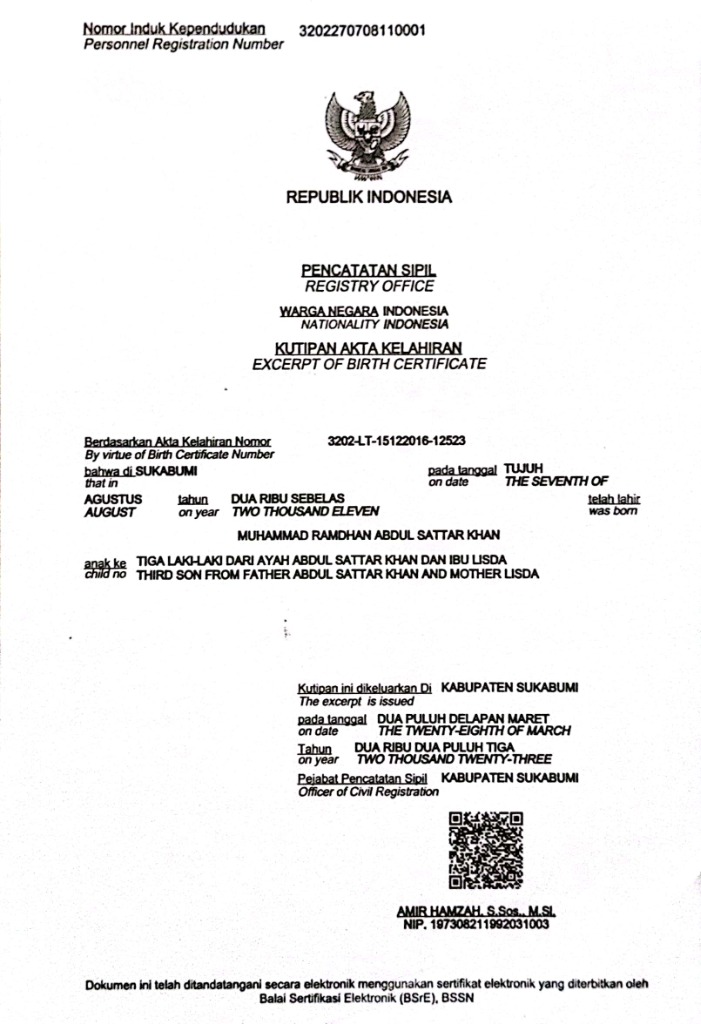 Nomor Induk Kependudukan 3202270708110001
Personnel Registration Number
REPUBLIK INDONESIA
PENCATATAN SIPIL
REGISTRY OFFICE
WARGA NEGARA INDONESIA
NATIONALITY INDONESIA
KUTIPAN AKTA KELAHIRAN
EXCERPT OF BIRTH CERTIFICATE
Berdasarkan Akta Kelahiran Nomor 3202-LT-15122016-12523
By virtue of Birth Certificate Number
bahwa di SUKABUMI pada tanggal TUJUH
that in on date THE SEVENTH OF
AGUSTUS tahun DUA RIBU SEBELAS telah lahir
AUGUST on year TWO THOUSAND ELEVEN was born
MUHAMMAD RAMDHAN ABDUL SATTAR KHAN
anak ke TIGA LAKI-LAKI DARI AYAH ABDUL SATTAR KHAN DAN IBU LISDA
child no THIRD SON FROM FATHER ABDUL SATTAR KHAN AND MOTHER LISDA
Kutipan ini dikeluarkan Di KABUPATEN SUKABUMI
The excerpt is issued
pada tanggal DUA PULUH DELAPAN MARET
on date THE TWENTY-EIGHTH OF MARCH
Tahun DUA RIBU DUA PULUH TIGA
on year TWO THOUSAND TWENTY-THREE
Pejabat Pencatatan Sipil KABUPATEN SUKABUMI
Officer of Civil Registration
AMIR HAMZAH, S.Sos., M.SI.
NIP. 197308211992031003
Dokumen ini telah ditandatangani secara elektronik menggunakan sertifikat elektronik yang diterbitkan oleh
Balai Sertifikasi Elektronik (BSrE), BSSN